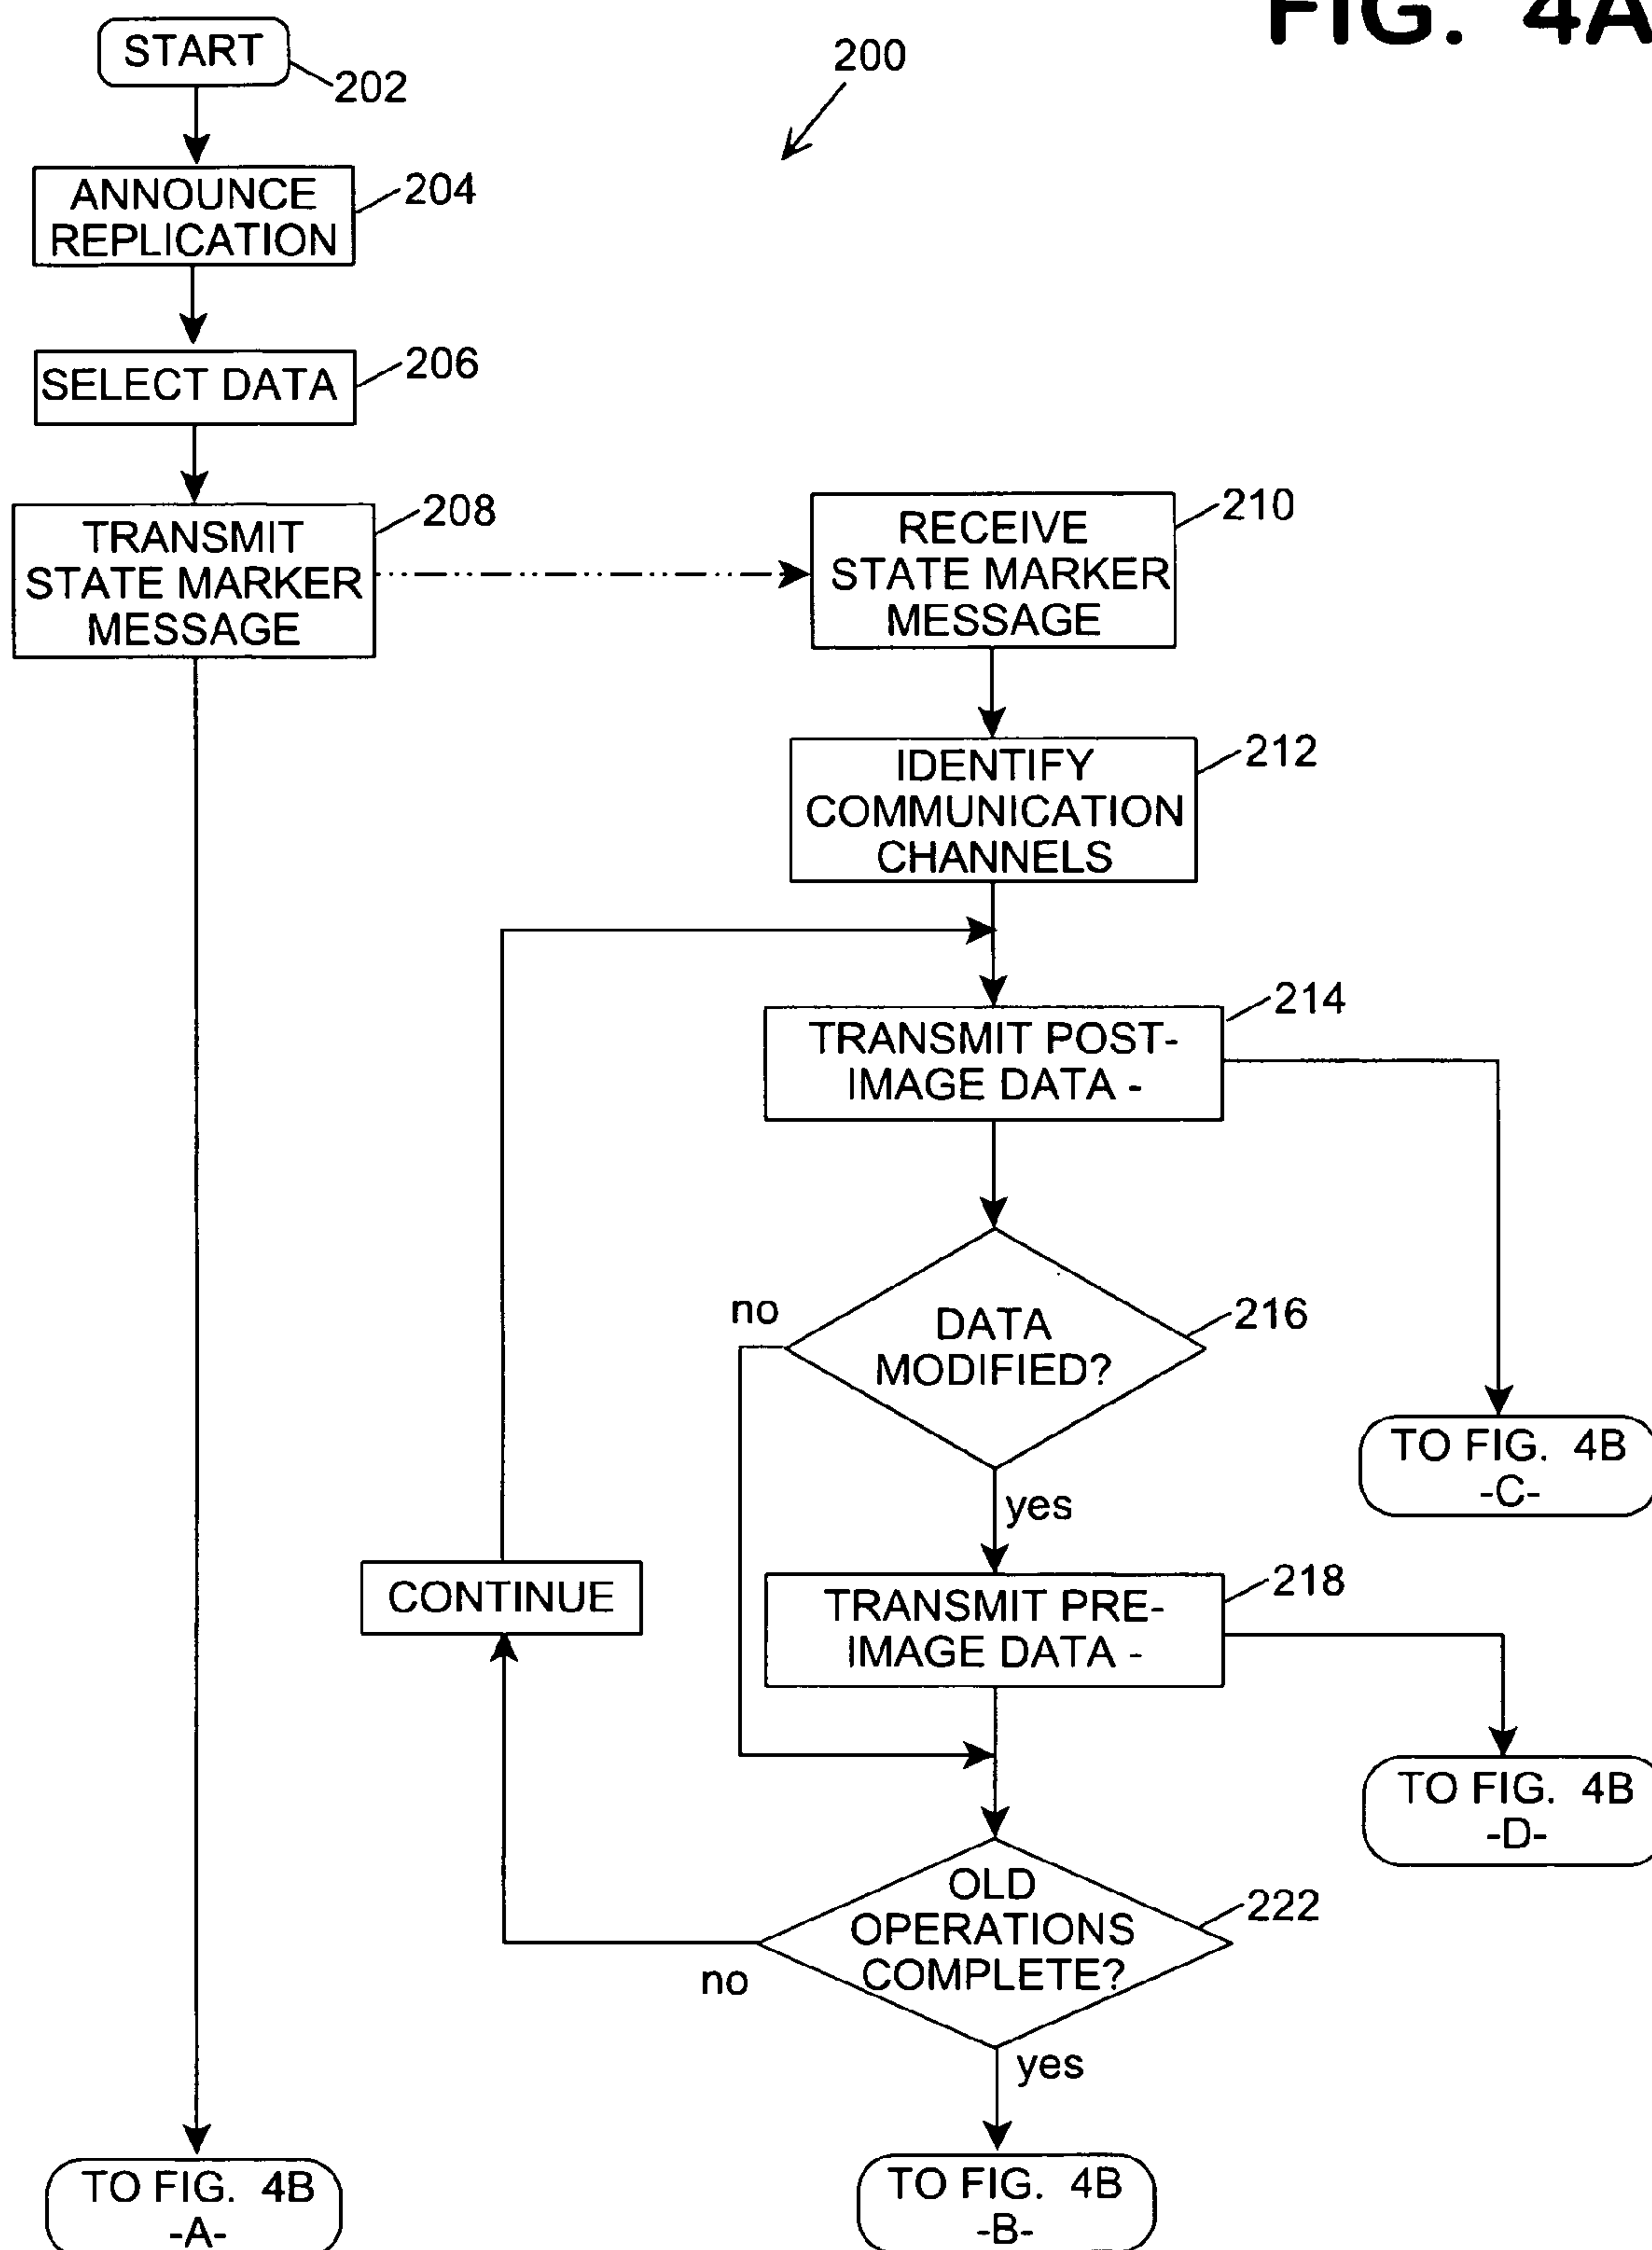 FIG. 4A
START
202
200
ANNOUNCE
REPLICATION
204
SELECT DATA
206
TRANSMIT
STATE MARKER
MESSAGE
208
RECEIVE
STATE MARKER
MESSAGE
210
IDENTIFY
COMMUNICATION
CHANNELS
212
TRANSMIT POST-
IMAGE DATA -
214
DATA
MODIFIED?
216
no
yes
TO FIG. 4B
-C-
CONTINUE
TRANSMIT PRE-
IMAGE DATA -
218
TO FIG. 4B
-D-
OLD
OPERATIONS
COMPLETE?
222
no
yes
TO FIG. 4B
-A-
TO FIG. 4B
-B-